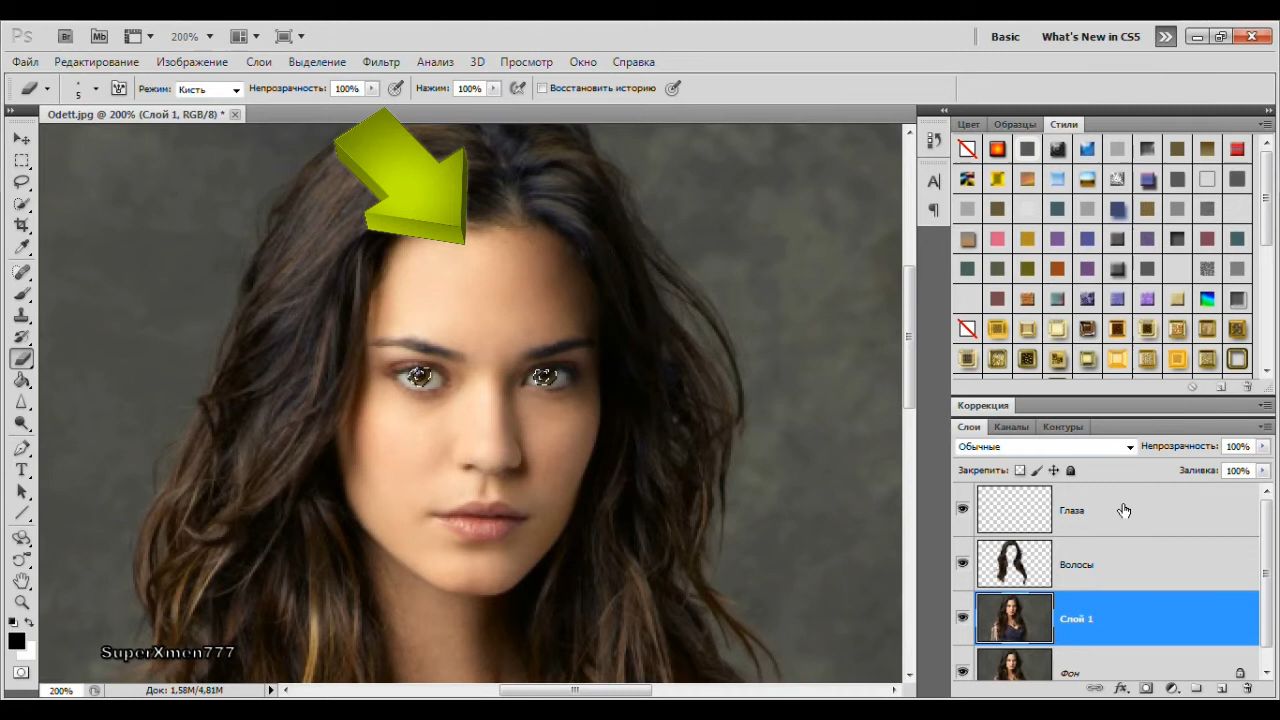 Ps Br Mb 200% Basic What's New in CS5
Файл Редактирование Изображение Слои Выделение Фильтр Анализ 3D Просмотр Окно Справка
5 Режим: Кисть Непрозрачность: 100% Нажим: 100% Восстановить историю
Odett.jpg @ 200% (Слой 1, RGB/8) *
Цвет Образцы Стили
Коррекция
Слои Каналы Контуры
Обычные Непрозрачность: 100%
Закрепить: Заливка: 100%
Глаза
Волосы
Слой 1
Фон
SuperXmen777
200% Док: 1,58M/4,81M